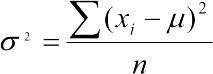 σ² = ∑(xᵢ − μ)² / n